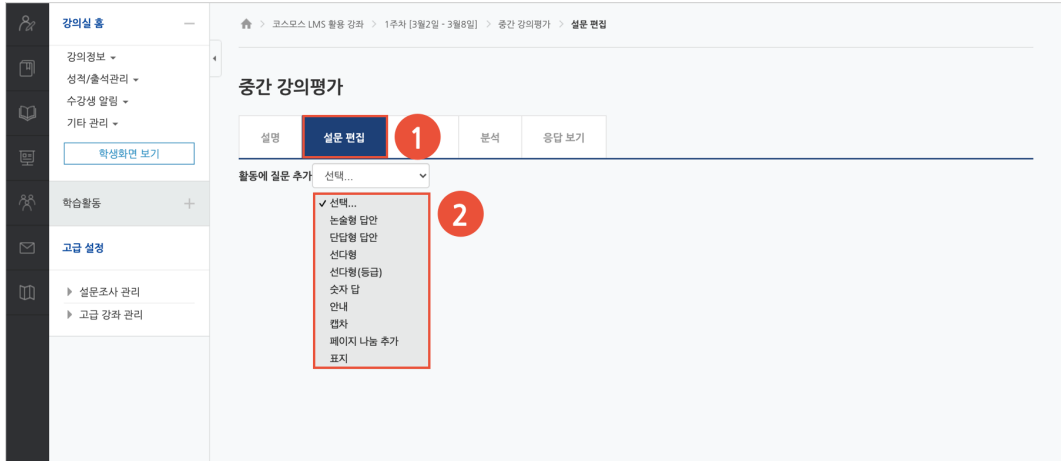 강의실 홈
강의정보
성적/출석관리
수강생 알림
기타 관리
학생화면 보기
학습활동
고급 설정
설문조사 관리
고급 강좌 관리
코스모스 LMS 활용 강좌 > 1주차 [3월2일 - 3월8일] > 중간 강의평가 > 설문 편집
중간 강의평가
설명 설문 편집 1 분석 응답 보기
활동에 질문 추가 선택...
✓ 선택...
논술형 답안
단답형 답안
선다형
선다형(등급)
숫자 답
안내
캡차
페이지 나눔 추가
표지
2